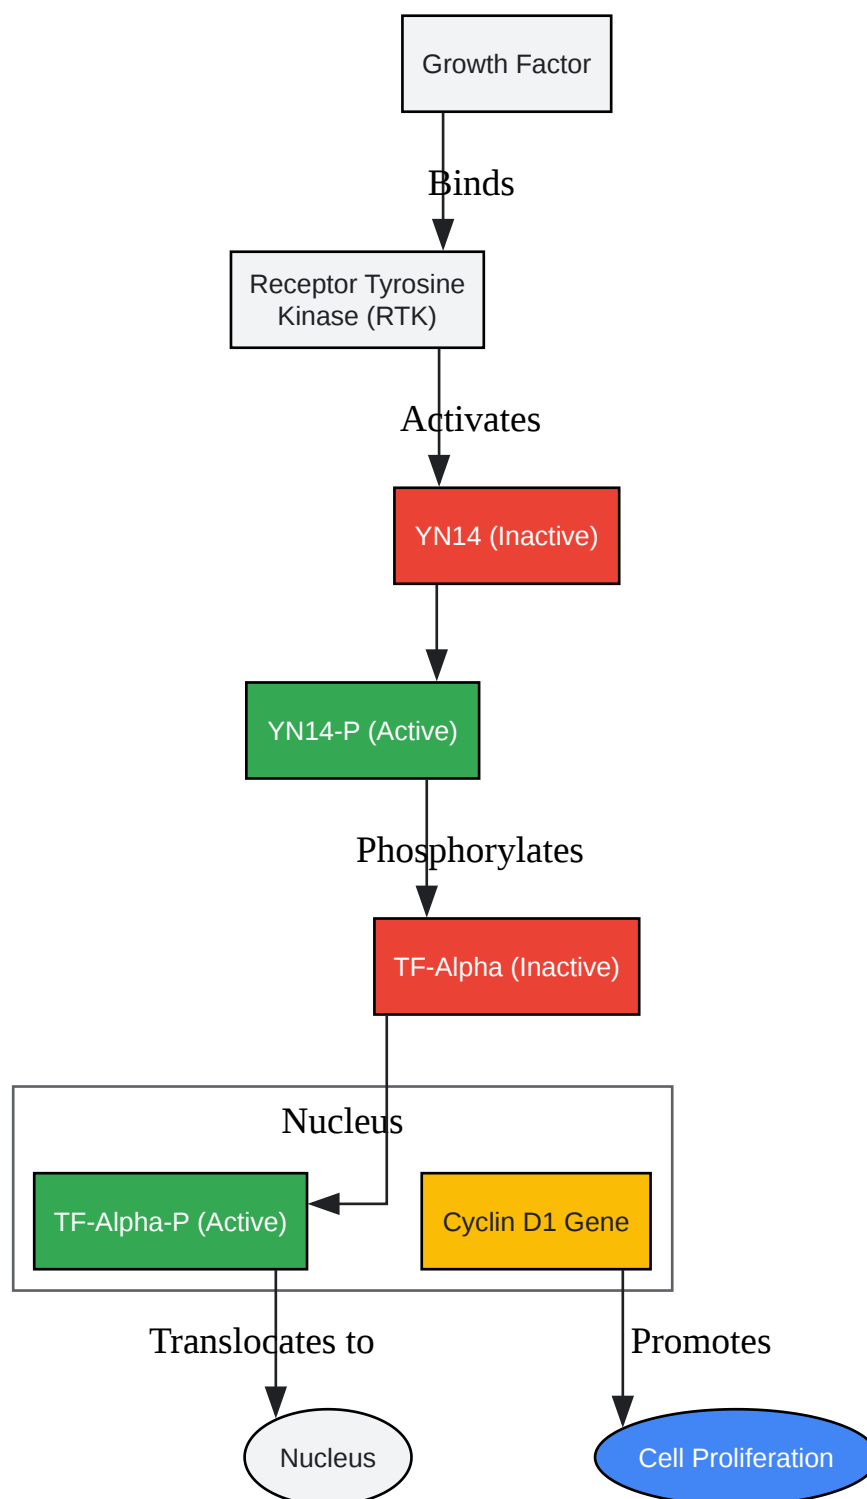 Growth Factor
Binds
Receptor Tyrosine
Kinase (RTK)
Activates
YN14 (Inactive)
YN14-P (Active)
Phosphorylates
TF-Alpha (Inactive)
Nucleus
TF-Alpha-P (Active)
Cyclin D1 Gene
Translocates to
Promotes
Nucleus
Cell Proliferation